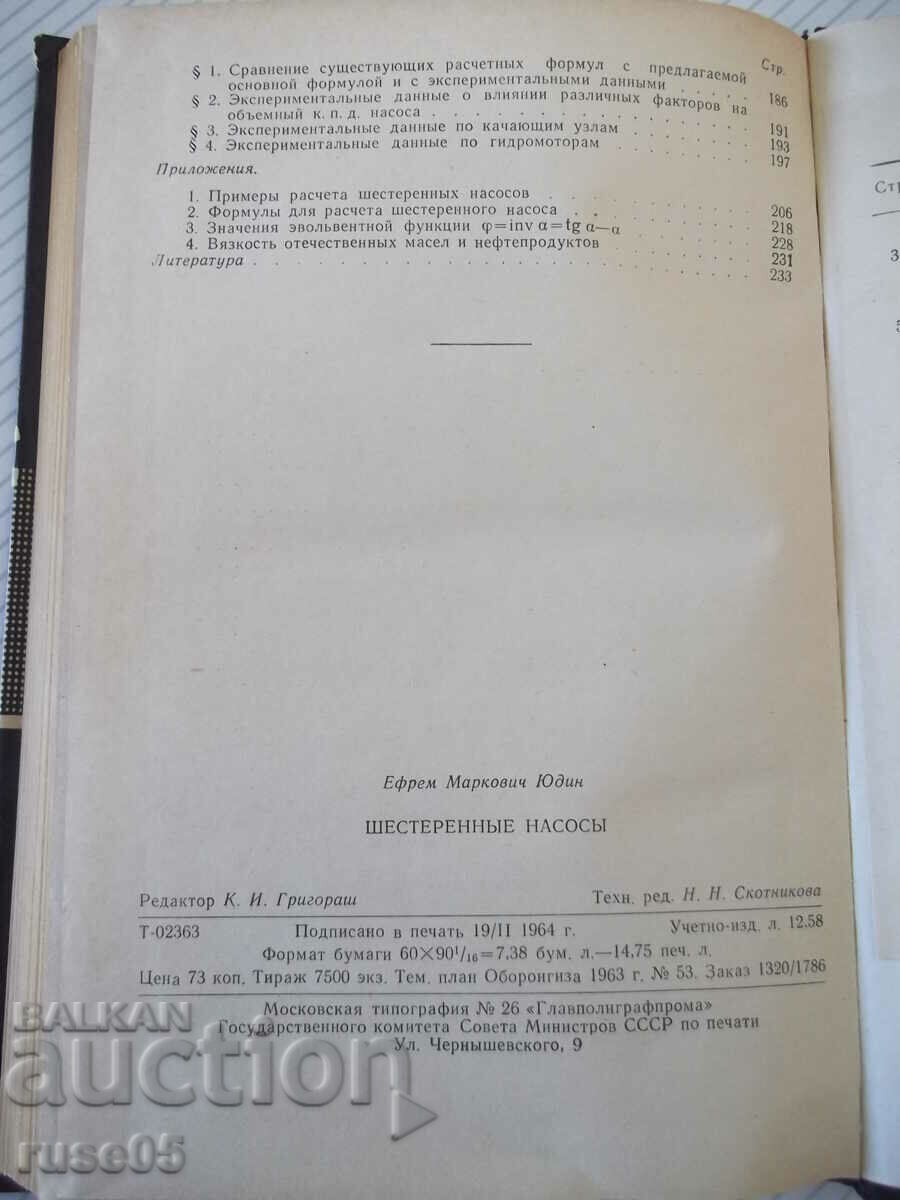 Стр.
§ 1. Сравнение существующих расчетных формул с предлагаемой
основной формулой и с экспериментальными данными . . . . . 186
§ 2. Экспериментальные данные о влиянии различных факторов на
объемный к. п. д. насоса . . . . . . . . . . . . 191
§ 3. Экспериментальные данные по качающим узлам . . . . . . 193
§ 4. Экспериментальные данные по гидромоторам . . . . . . . 197
Приложения.
1. Примеры расчета шестеренных насосов . . . . . . . . 206
2. Формулы для расчета шестеренного насоса . . . . . . . 218
3. Значения эвольвентной функции φ=inv α=tg α—α . . . . . 228
4. Вязкость отечественных масел и нефтепродуктов . . . . . 231
Литература . . . . . . . . . . . . . . . . . . 233
Ефрем Маркович Юдин
ШЕСТЕРЕННЫЕ НАСОСЫ
Редактор К. И. Григораш Техн. ред. Н. Н. Скотникова
Т-02363 Подписано в печать 19/II 1964 г. Учетно-изд. л. 12.58
Формат бумаги 60×90¹/₁₆=7,38 бум. л.—14,75 печ. л.
Цена 73 коп. Тираж 7500 экз. Тем. план Оборонгиза 1963 г. № 53. Заказ 1320/1786
Московская типография № 26 «Главполиграфпрома»
Государственного комитета Совета Министров СССР по печати
Ул. Чернышевского, 9
BALKAN
auction
ruse05